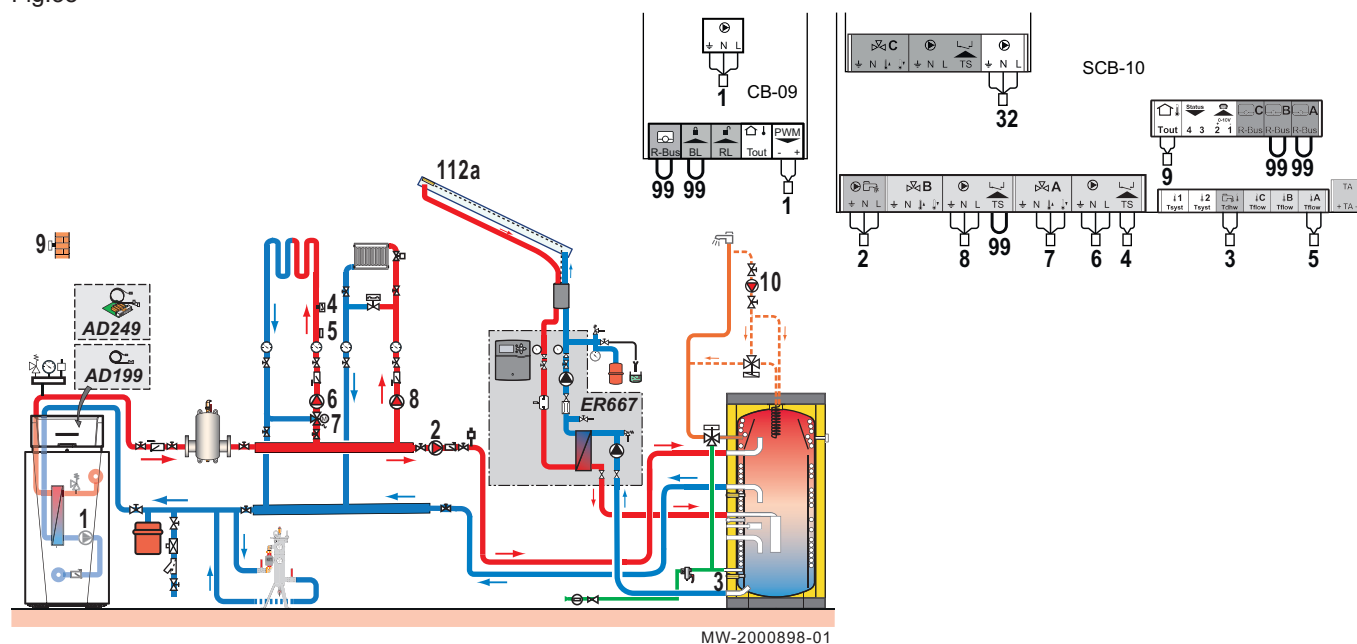 C
⏚ N
⏚ N L
TS
⏚ N L
32
SCB-10
⏚ N L
1
CB-09
R-Bus
BL
RL
Tout
PWM
- +
99
99
1
Tout
Status
4 3
0-10V
2 1
C
R-Bus
B
R-Bus
A
R-Bus
9
99
99
⏚ N L
B
⏚ N
⏚ N L
TS
A
⏚ N
⏚ N L
TS
2
8
99
7
6
4
↓1
Tsyst
↓2
Tsyst
Tdhw
↓C
Tflow
↓B
Tflow
↓A
Tflow
TA
+ TA -
3
5
112a
9
AD249
AD199
4
5
6
7
8
2
10
ER667
1
3
MW-2000898-01